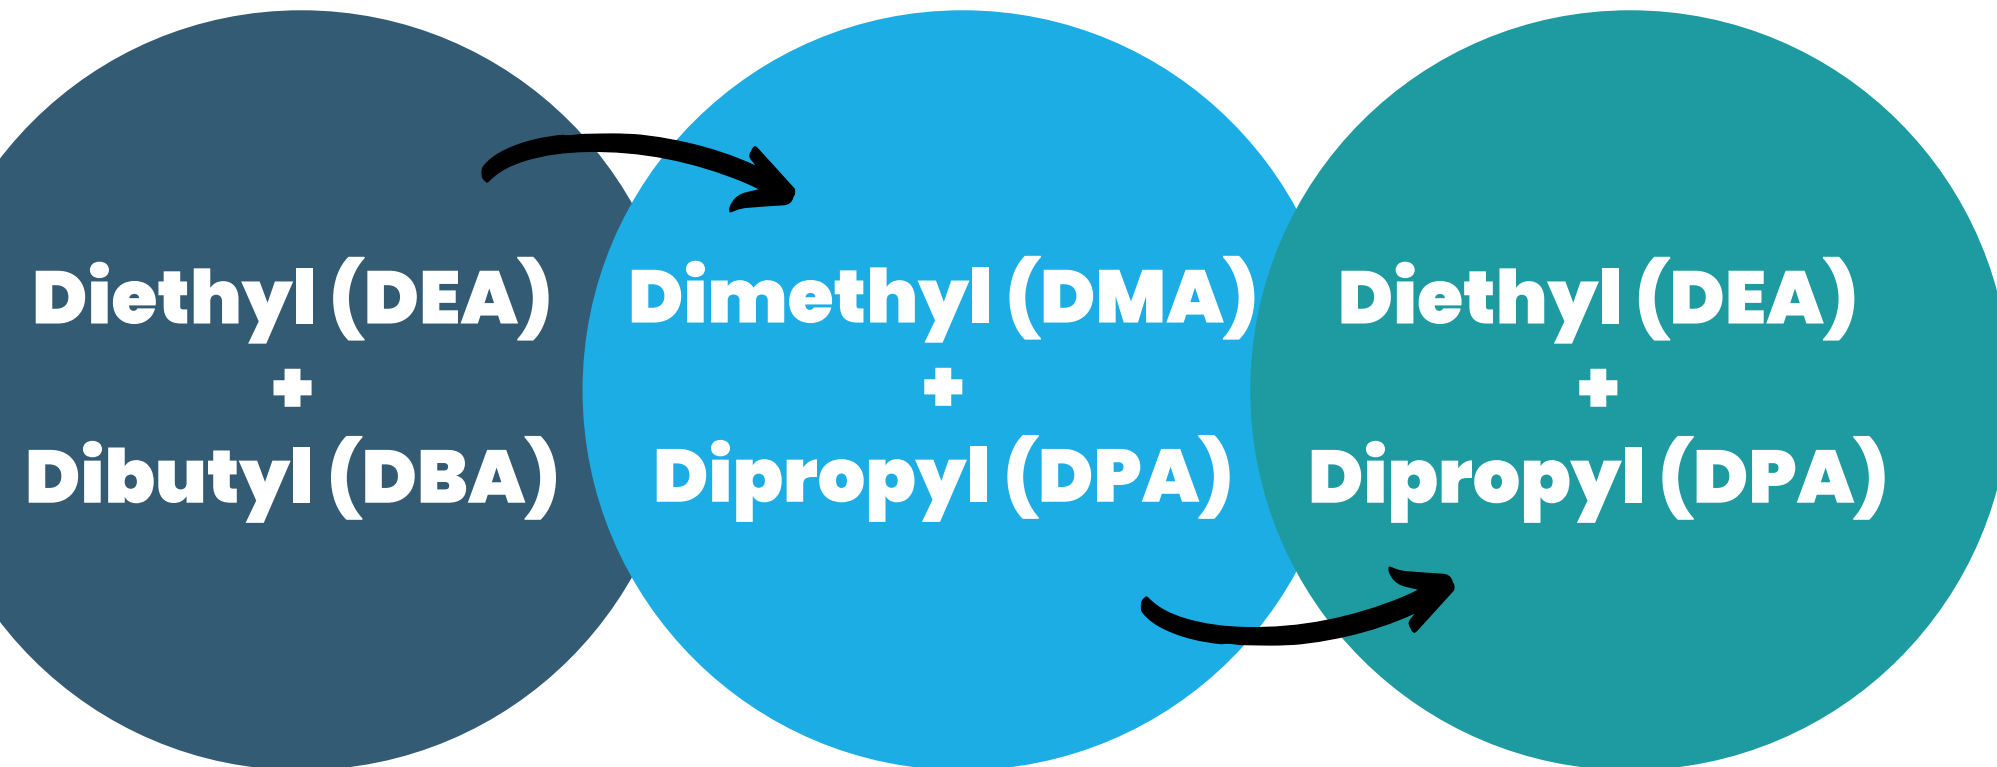 Diethyl (DEA)
+
Dibutyl (DBA)
Dimethyl (DMA)
+
Dipropyl (DPA)
Diethyl (DEA)
+
Dipropyl (DPA)